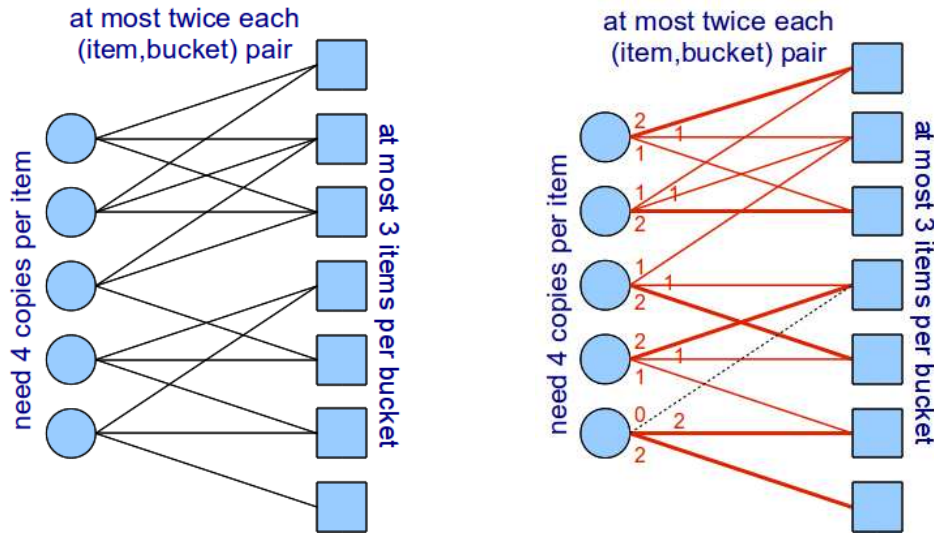 at most twice each
(item,bucket) pair
need 4 copies per item
at most 3 items per bucket
at most twice each
(item,bucket) pair
need 4 copies per item
2
1
1
1
1
2
1
1
2
2
1
1
0
2
2
at most 3 items per bucket